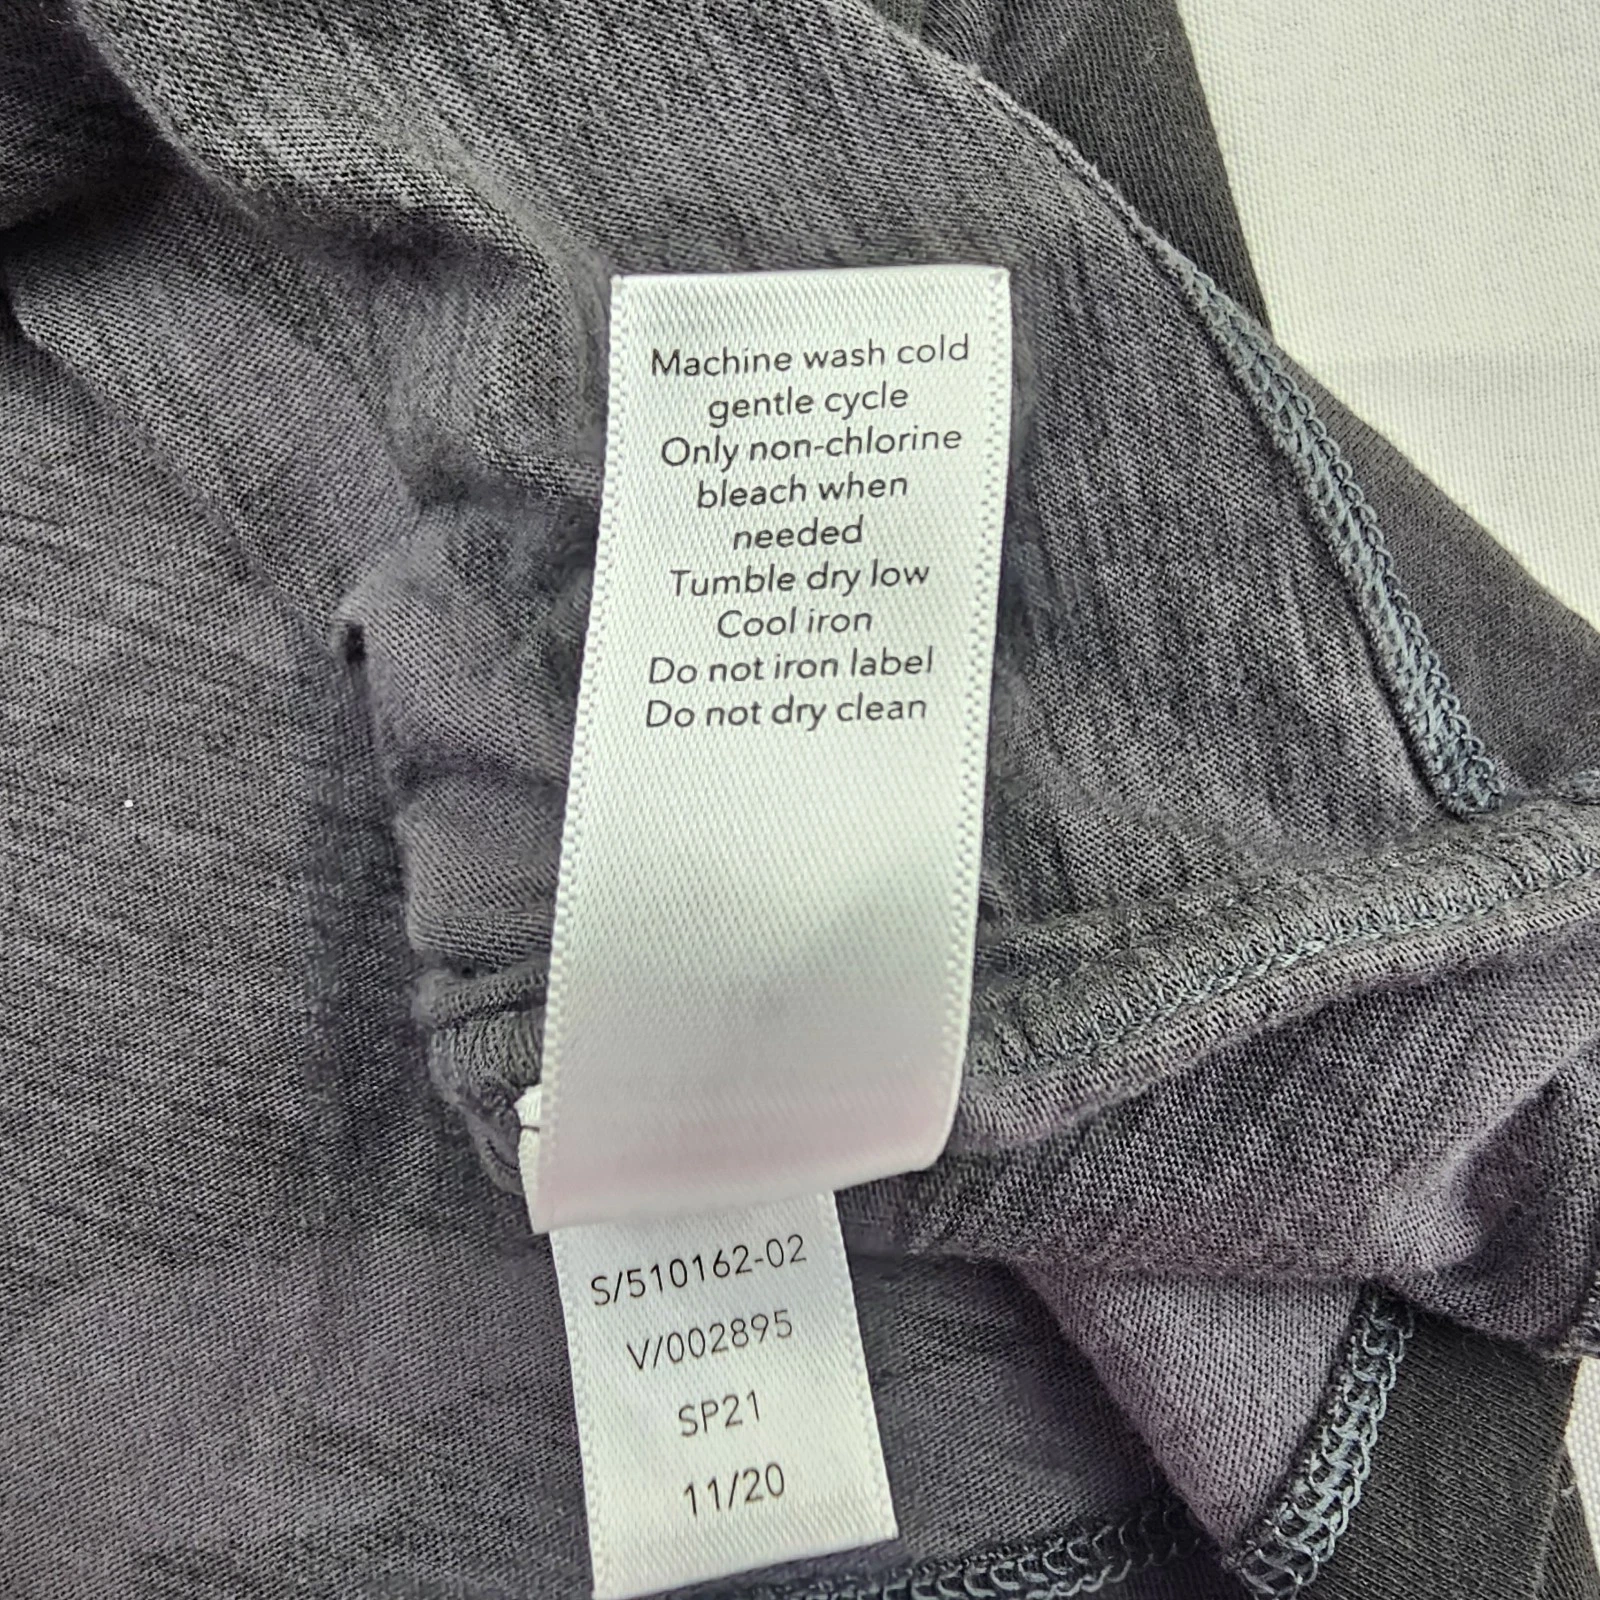 Machine wash cold
gentle cycle
Only non-chlorine
bleach when
needed
Tumble dry low
Cool iron
Do not iron label
Do not dry clean
S/510162-02
V/002895
SP21
11/20